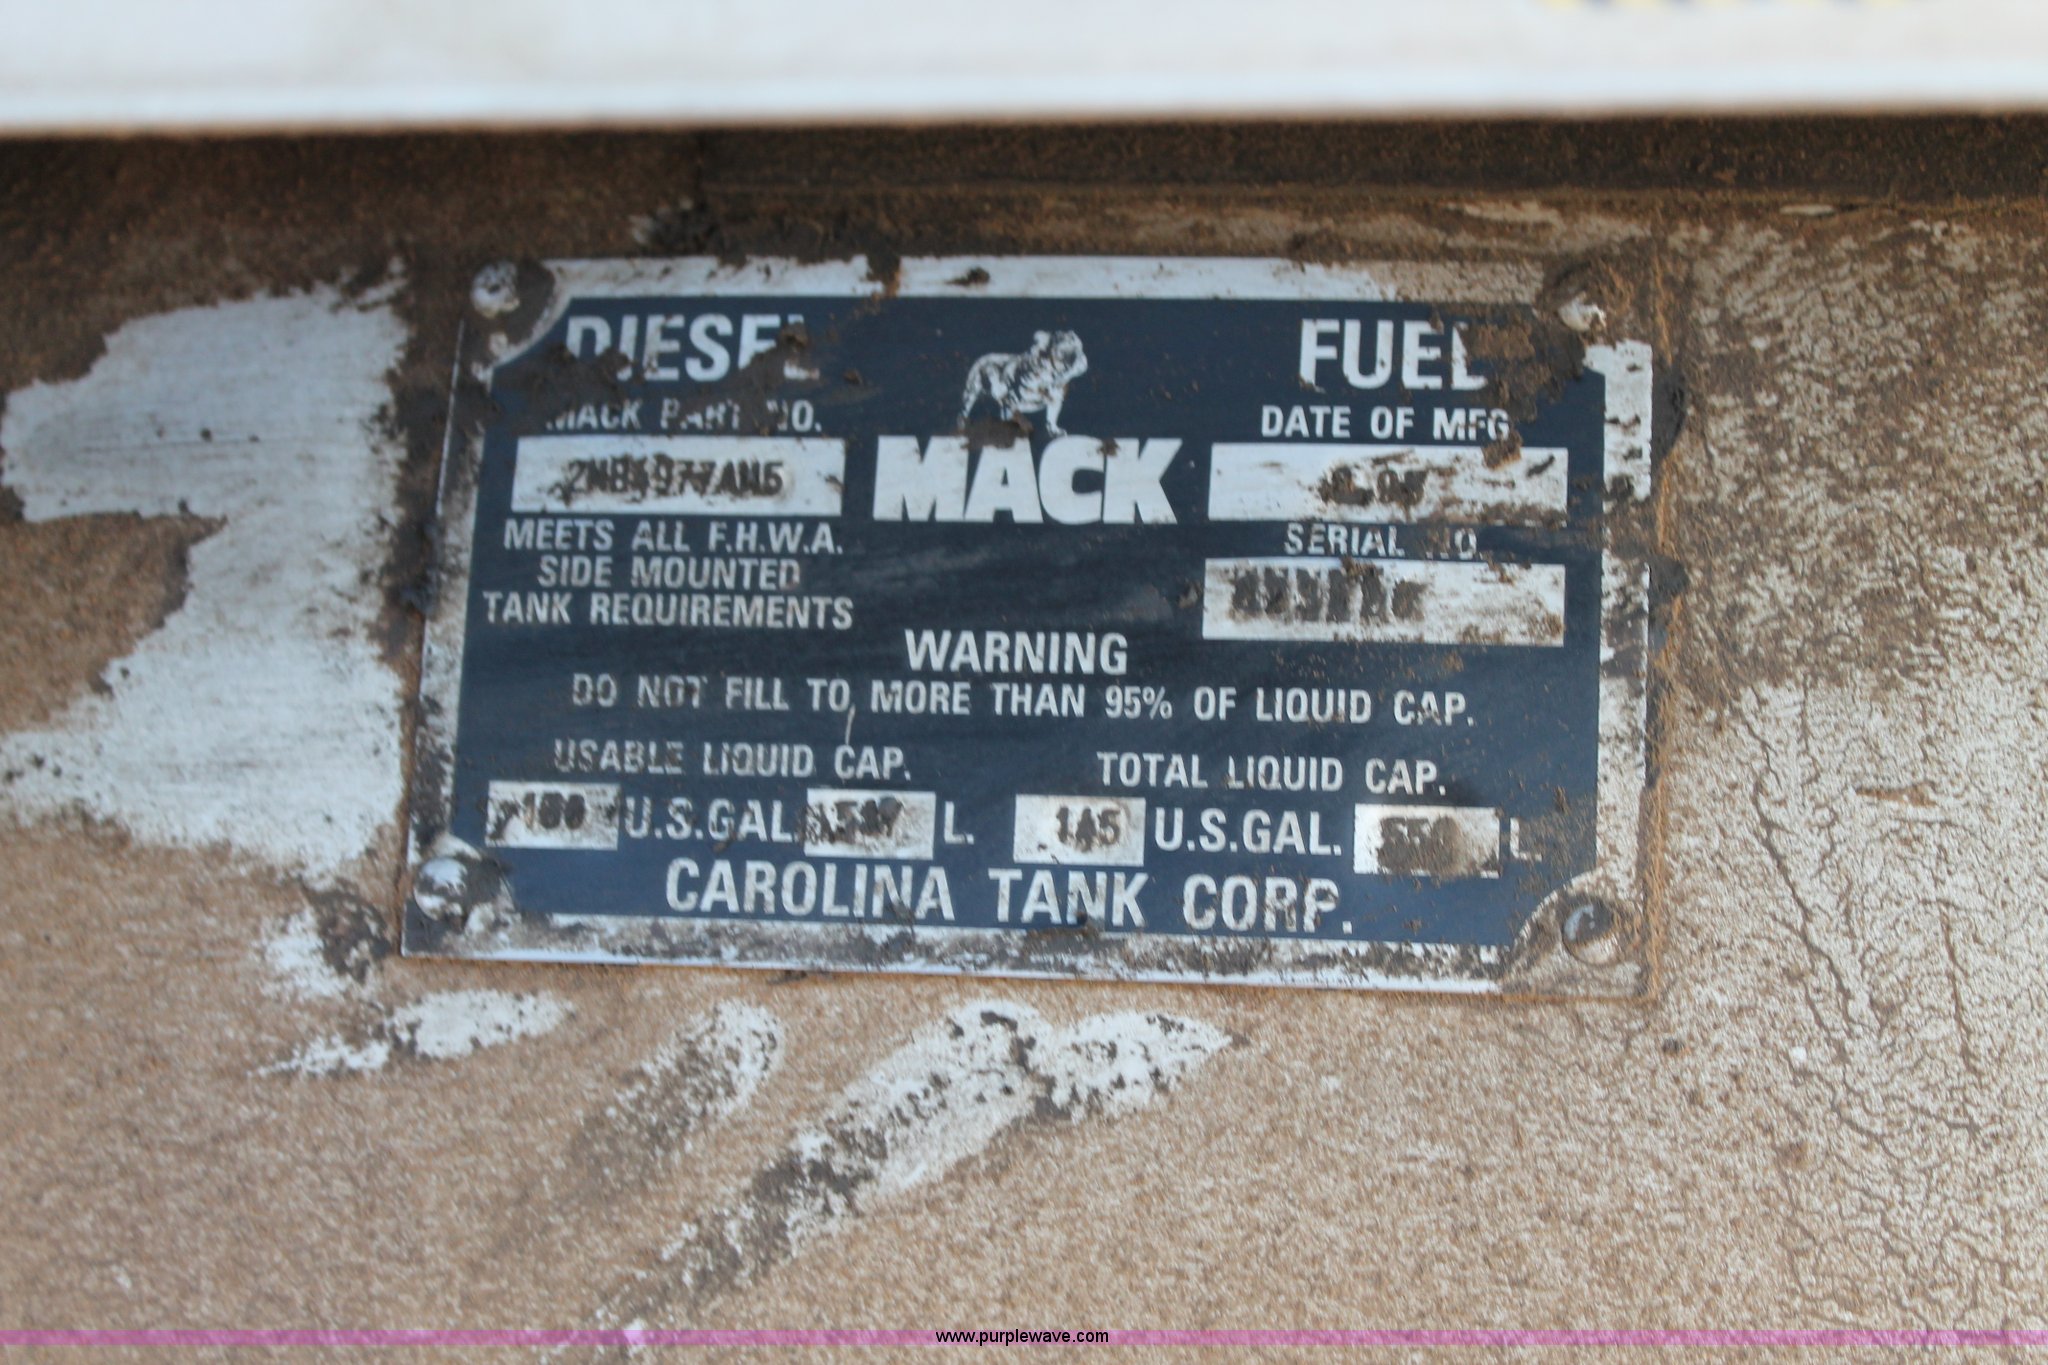 DIESEL FUEL
MACK PART NO.
DATE OF MFG
MACK
MEETS ALL F.H.W.A.
SIDE MOUNTED
TANK REQUIREMENTS
SERIAL NO.
WARNING
DO NOT FILL TO MORE THAN 95% OF LIQUID CAP.
USABLE LIQUID CAP. TOTAL LIQUID CAP.
U.S.GAL. L. 145 U.S.GAL. L.
CAROLINA TANK CORP.
www.purplewave.com